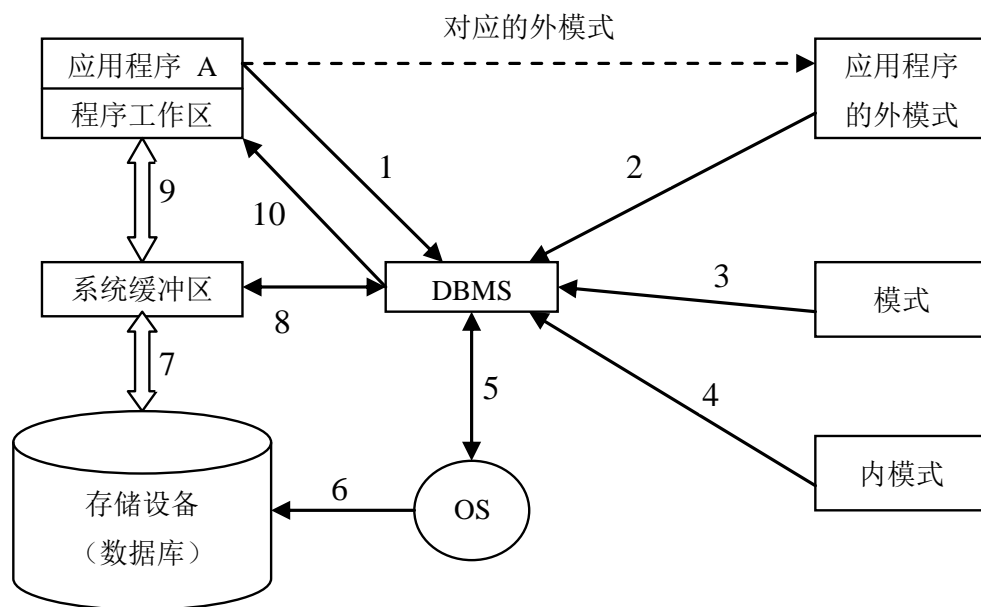 对应的外模式
应用程序 A
程序工作区
应用程序
的外模式
1
2
9
10
系统缓冲区
DBMS
3
模式
8
7
5
4
内模式
存储设备
（数据库）
6
OS